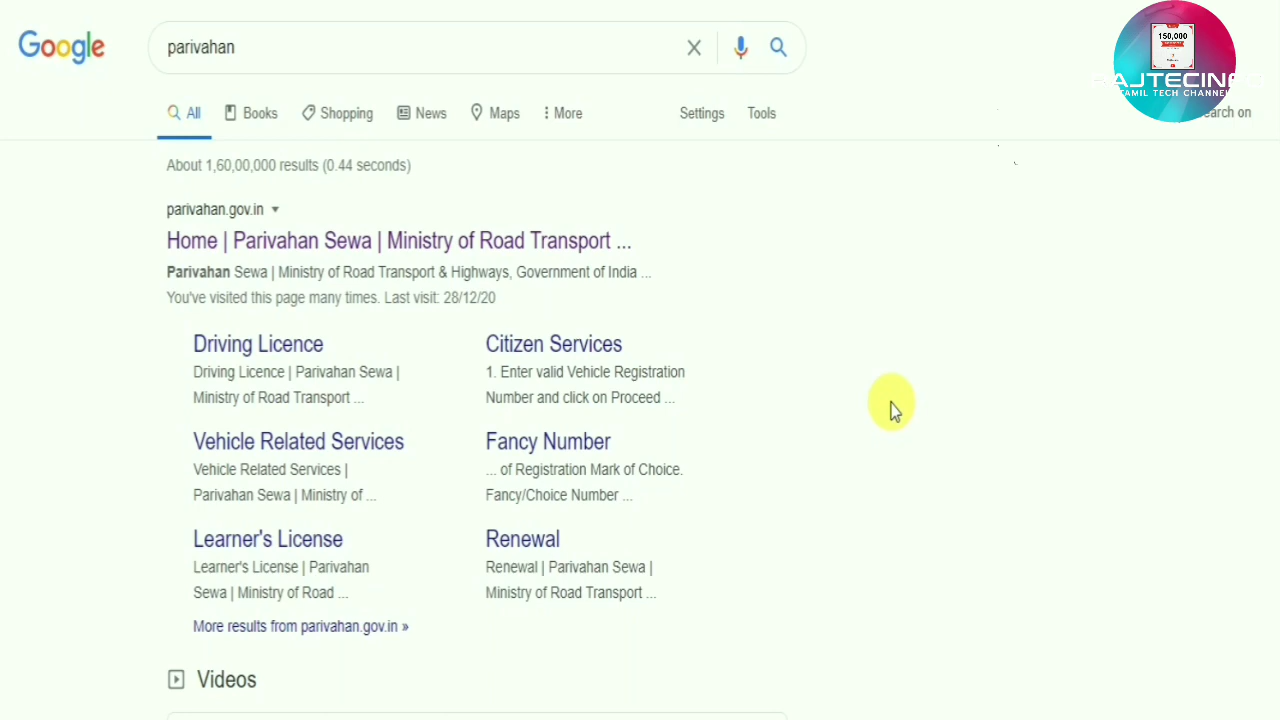 Google
parivahan
All
Books
Shopping
News
Maps
More
Settings
Tools
About 1,60,00,000 results (0.44 seconds)
parivahan.gov.in
Home | Parivahan Sewa | Ministry of Road Transport ...
Parivahan Sewa | Ministry of Road Transport & Highways, Government of India ...
You've visited this page many times. Last visit: 28/12/20
Driving Licence
Driving Licence | Parivahan Sewa |
Ministry of Road Transport ...
Citizen Services
1. Enter valid Vehicle Registration
Number and click on Proceed ...
Vehicle Related Services
Vehicle Related Services |
Parivahan Sewa | Ministry of ...
Fancy Number
... of Registration Mark of Choice.
Fancy/Choice Number ...
Learner's License
Learner's License | Parivahan
Sewa | Ministry of Road ...
Renewal
Renewal | Parivahan Sewa |
Ministry of Road Transport ...
More results from parivahan.gov.in »
Videos
150,000
TAMIL TECH CHANNEL
on